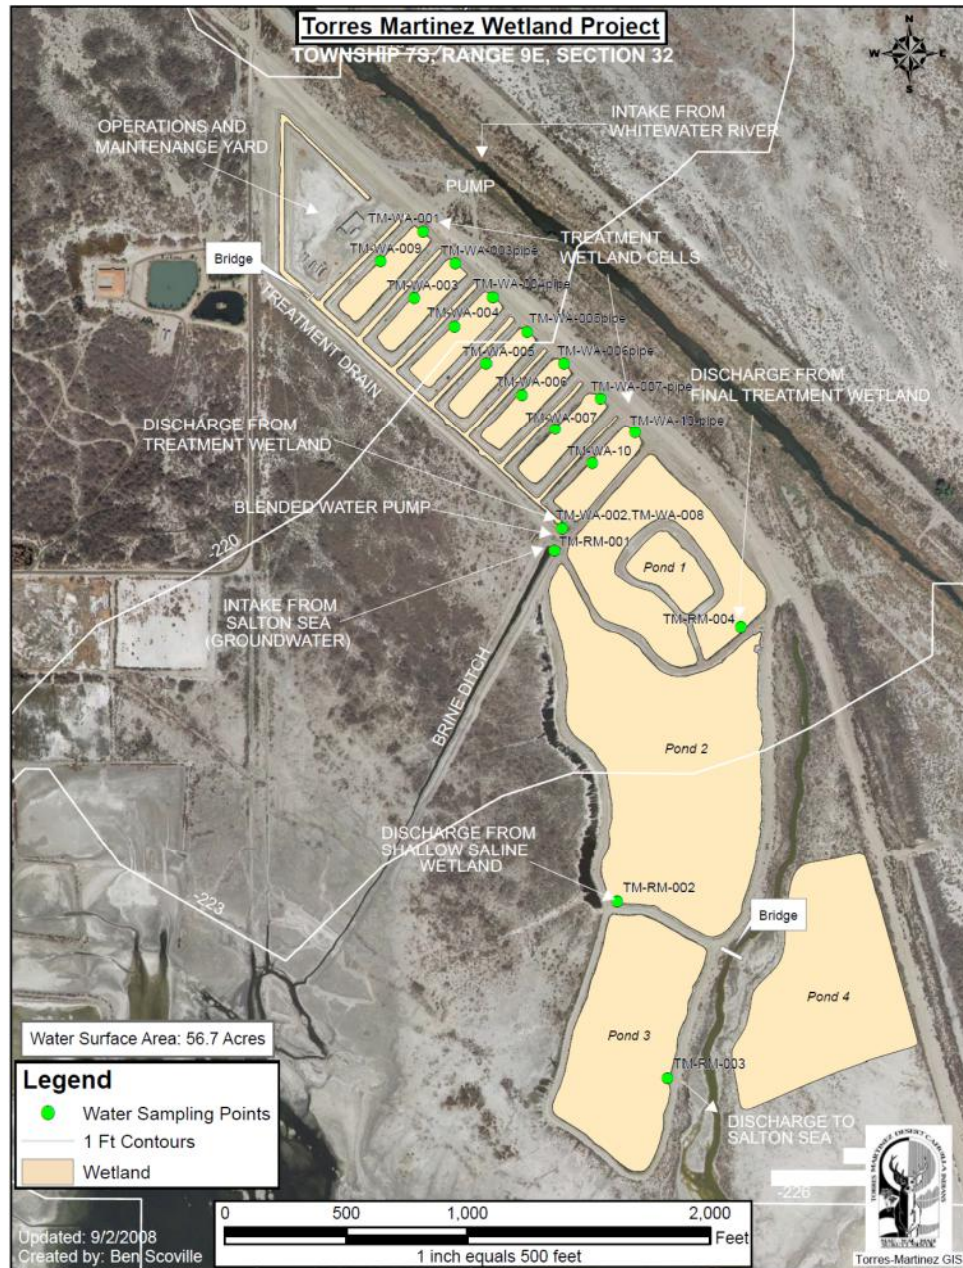 Torres Martinez Wetland Project
TOWNSHIP 7S, RANGE 9E, SECTION 32
N
W
E
S
OPERATIONS AND
MAINTENANCE YARD
INTAKE FROM
WHITEWATER RIVER
PUMP
TM-WA-001
TREATMENT
WETLAND CELLS
Bridge
TM-WA-009
TM-WA-003pipe
TM-WA-003
TM-WA-004pipe
TREATMENT DRAIN
TM-WA-004
TM-WA-005pipe
TM-WA-005
TM-WA-006pipe
TM-WA-006
TM-WA-007-pipe
DISCHARGE FROM
FINAL TREATMENT WETLAND
TM-WA-007
TM-WA-13-pipe
DISCHARGE FROM
TREATMENT WETLAND
TM-WA-10
BLENDED WATER PUMP
TM-WA-002,TM-WA-008
TM-RM-001
-220
Pond 1
INTAKE FROM
SALTON SEA
(GROUNDWATER)
TM-RM-004
BRINE DITCH
Pond 2
DISCHARGE FROM
SHALLOW SALINE
WETLAND
TM-RM-002
-223
Bridge
Pond 4
Water Surface Area: 56.7 Acres
Pond 3
Legend
Water Sampling Points
1 Ft Contours
Wetland
TM-RM-003
DISCHARGE TO
SALTON SEA
-226
TORRES MARTINEZ DESERT CAHUILLA INDIANS
0 500 1,000 2,000
Feet
1 inch equals 500 feet
Updated: 9/2/2008
Created by: Ben Scoville
Torres-Martinez GIS